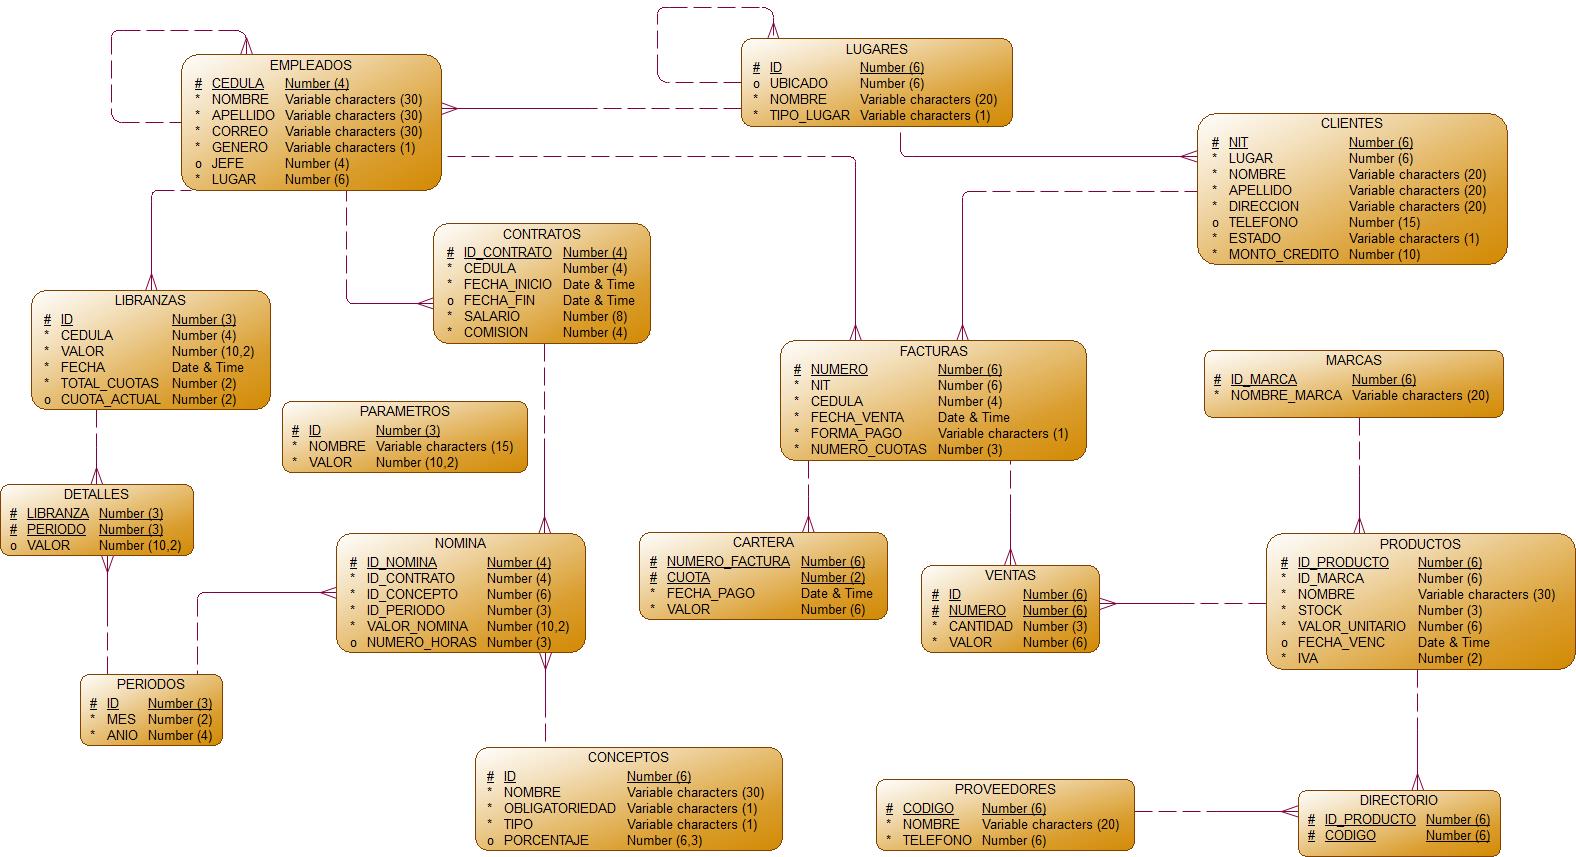 EMPLEADOS
# CEDULA Number (4)
* NOMBRE Variable characters (30)
* APELLIDO Variable characters (30)
* CORREO Variable characters (30)
* GENERO Variable characters (1)
o JEFE Number (4)
* LUGAR Number (6)
LUGARES
# ID Number (6)
o UBICADO Number (6)
* NOMBRE Variable characters (20)
* TIPO_LUGAR Variable characters (1)
CLIENTES
# NIT Number (6)
* LUGAR Number (6)
* NOMBRE Variable characters (20)
* APELLIDO Variable characters (20)
* DIRECCION Variable characters (20)
o TELEFONO Number (15)
* ESTADO Variable characters (1)
* MONTO_CREDITO Number (10)
CONTRATOS
# ID_CONTRATO Number (4)
* CEDULA Number (4)
* FECHA_INICIO Date & Time
o FECHA_FIN Date & Time
* SALARIO Number (8)
* COMISION Number (4)
LIBRANZAS
# ID Number (3)
* CEDULA Number (4)
* VALOR Number (10,2)
* FECHA Date & Time
* TOTAL_CUOTAS Number (2)
o CUOTA_ACTUAL Number (2)
FACTURAS
# NUMERO Number (6)
* NIT Number (6)
* CEDULA Number (4)
* FECHA_VENTA Date & Time
* FORMA_PAGO Variable characters (1)
* NUMERO_CUOTAS Number (3)
MARCAS
# ID_MARCA Number (6)
* NOMBRE_MARCA Variable characters (20)
PARAMETROS
# ID Number (3)
* NOMBRE Variable characters (15)
* VALOR Number (10,2)
DETALLES
# LIBRANZA Number (3)
# PERIODO Number (3)
o VALOR Number (10,2)
NOMINA
# ID_NOMINA Number (4)
* ID_CONTRATO Number (4)
* ID_CONCEPTO Number (6)
* ID_PERIODO Number (3)
* VALOR_NOMINA Number (10,2)
o NUMERO_HORAS Number (3)
CARTERA
# NUMERO_FACTURA Number (6)
# CUOTA Number (2)
* FECHA_PAGO Date & Time
* VALOR Number (6)
VENTAS
# ID Number (6)
# NUMERO Number (6)
* CANTIDAD Number (3)
* VALOR Number (6)
PRODUCTOS
# ID_PRODUCTO Number (6)
* ID_MARCA Number (6)
* NOMBRE Variable characters (30)
* STOCK Number (3)
* VALOR_UNITARIO Number (6)
o FECHA_VENC Date & Time
* IVA Number (2)
PERIODOS
# ID Number (3)
* MES Number (2)
* ANIO Number (4)
CONCEPTOS
# ID Number (6)
* NOMBRE Variable characters (30)
* OBLIGATORIEDAD Variable characters (1)
* TIPO Variable characters (1)
o PORCENTAJE Number (6,3)
PROVEEDORES
# CODIGO Number (6)
* NOMBRE Variable characters (20)
* TELEFONO Number (6)
DIRECTORIO
# ID_PRODUCTO Number (6)
# CODIGO Number (6)